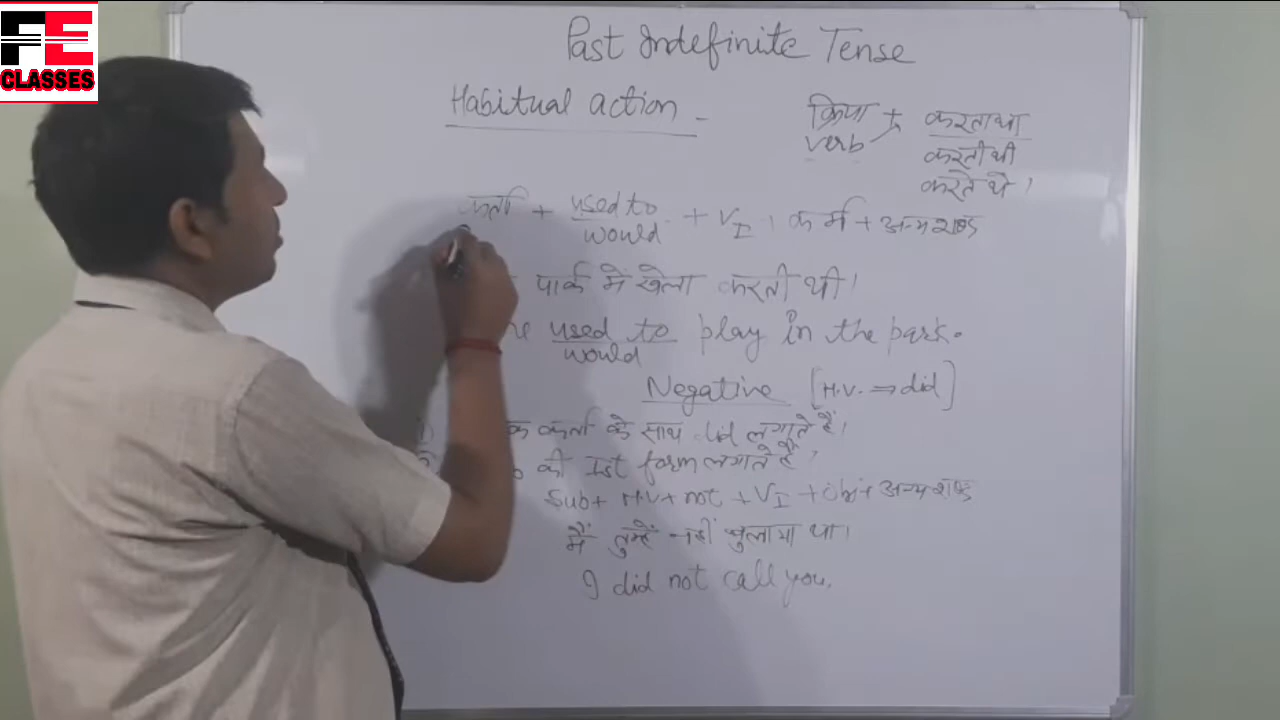 FE
CLASSES
Past Indefinite Tense
Habitual action -
क्रिया + करता था
verb करती थी
करते थे।
कर्ता + used to + V I + कर्म + अन्य शब्द
would
पार्क में खेला करती थी।
used to play in the park.
would
Negative [H.V. ⇒ did]
कर्ता के साथ did लगाते हैं।
की Ist form लगाते हैं।
Sub + H.V + not + V I + Obj + अन्य शब्द
मैं तुम्हें नहीं बुलाया था।
I did not call you.